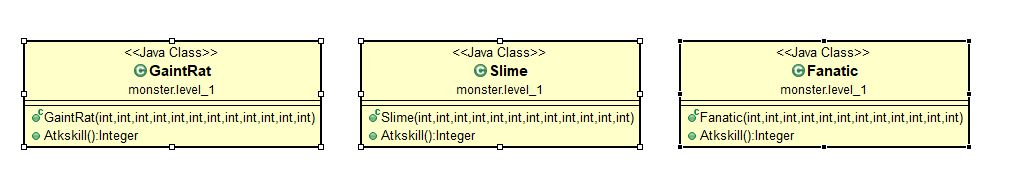 <<Java Class>>
GaintRat
monster.level_1
GaintRat(int,int,int,int,int,int,int,int,int,int,int,int)
Atkskill():Integer
<<Java Class>>
Slime
monster.level_1
Slime(int,int,int,int,int,int,int,int,int,int,int,int)
Atkskill():Integer
<<Java Class>>
Fanatic
monster.level_1
Fanatic(int,int,int,int,int,int,int,int,int,int,int,int)
Atkskill():Integer